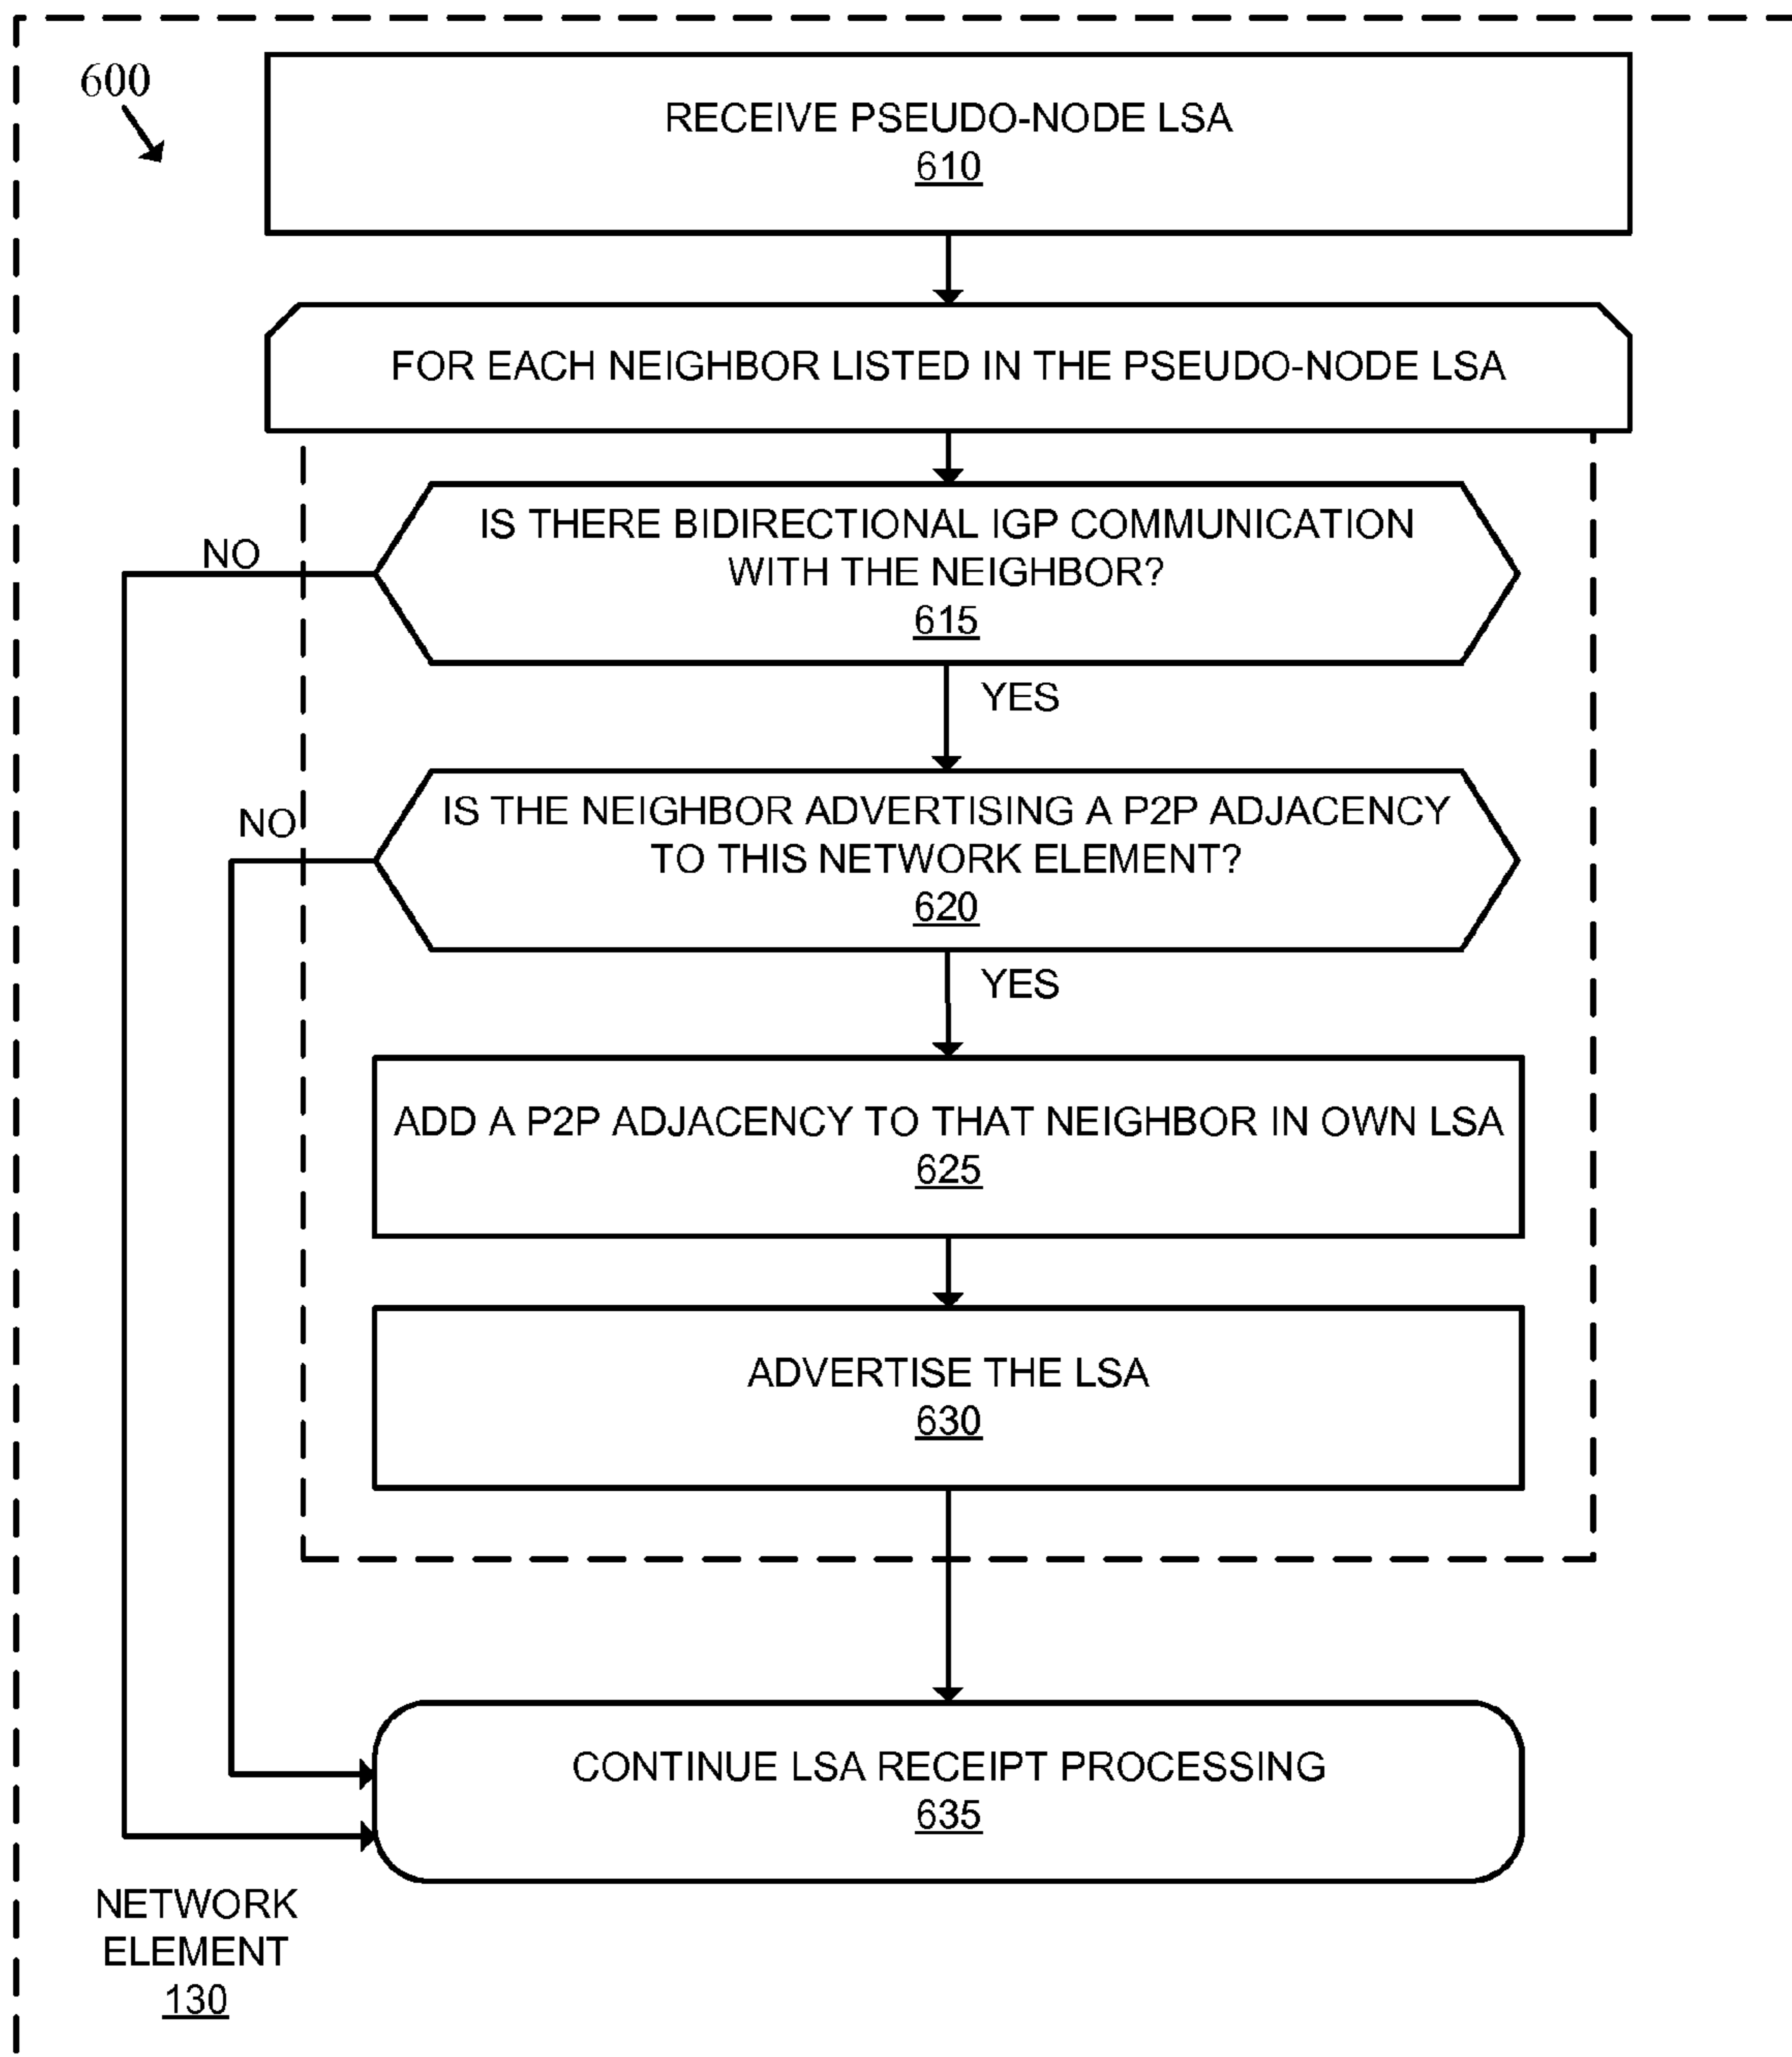 600
RECEIVE PSEUDO-NODE LSA
610
FOR EACH NEIGHBOR LISTED IN THE PSEUDO-NODE LSA
IS THERE BIDIRECTIONAL IGP COMMUNICATION
WITH THE NEIGHBOR?
615
NO
YES
IS THE NEIGHBOR ADVERTISING A P2P ADJACENCY
TO THIS NETWORK ELEMENT?
620
NO
YES
ADD A P2P ADJACENCY TO THAT NEIGHBOR IN OWN LSA
625
ADVERTISE THE LSA
630
CONTINUE LSA RECEIPT PROCESSING
635
NETWORK
ELEMENT
130